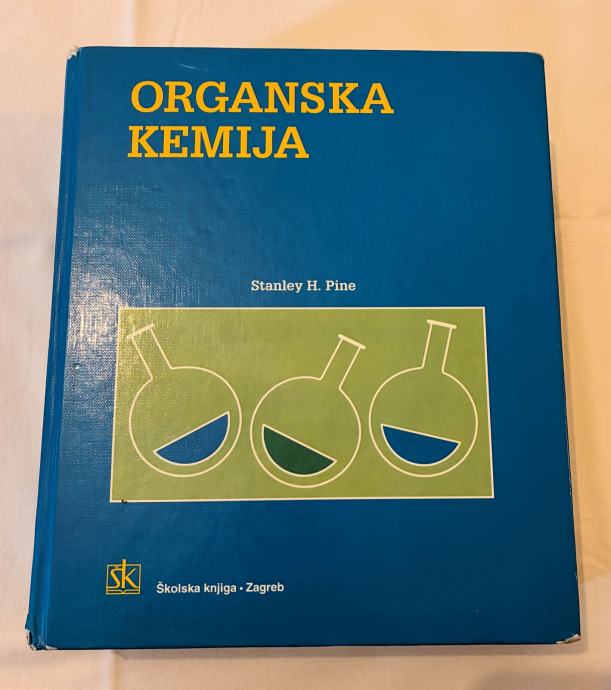 ORGANSKA
KEMIJA
Stanley H. Pine
ŠK
Školska knjiga • Zagreb